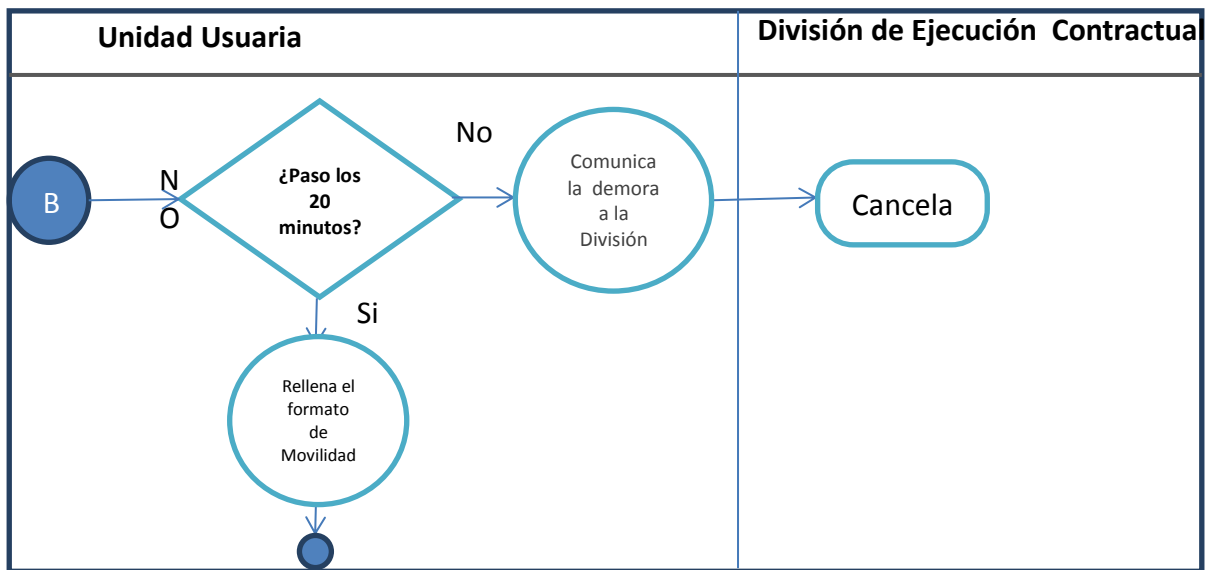 Unidad Usuaria
División de Ejecución Contractual
B
N
O
¿Paso los
20
minutos?
No
Comunica
la demora
a la
División
Cancela
Si
Rellena el
formato
de
Movilidad